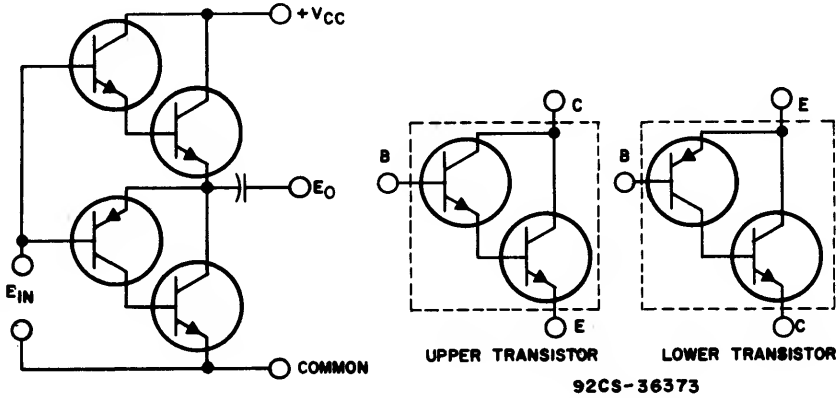 +VCC
EO
EIN
COMMON
B
C
E
UPPER TRANSISTOR
B
E
C
LOWER TRANSISTOR
92CS-36373